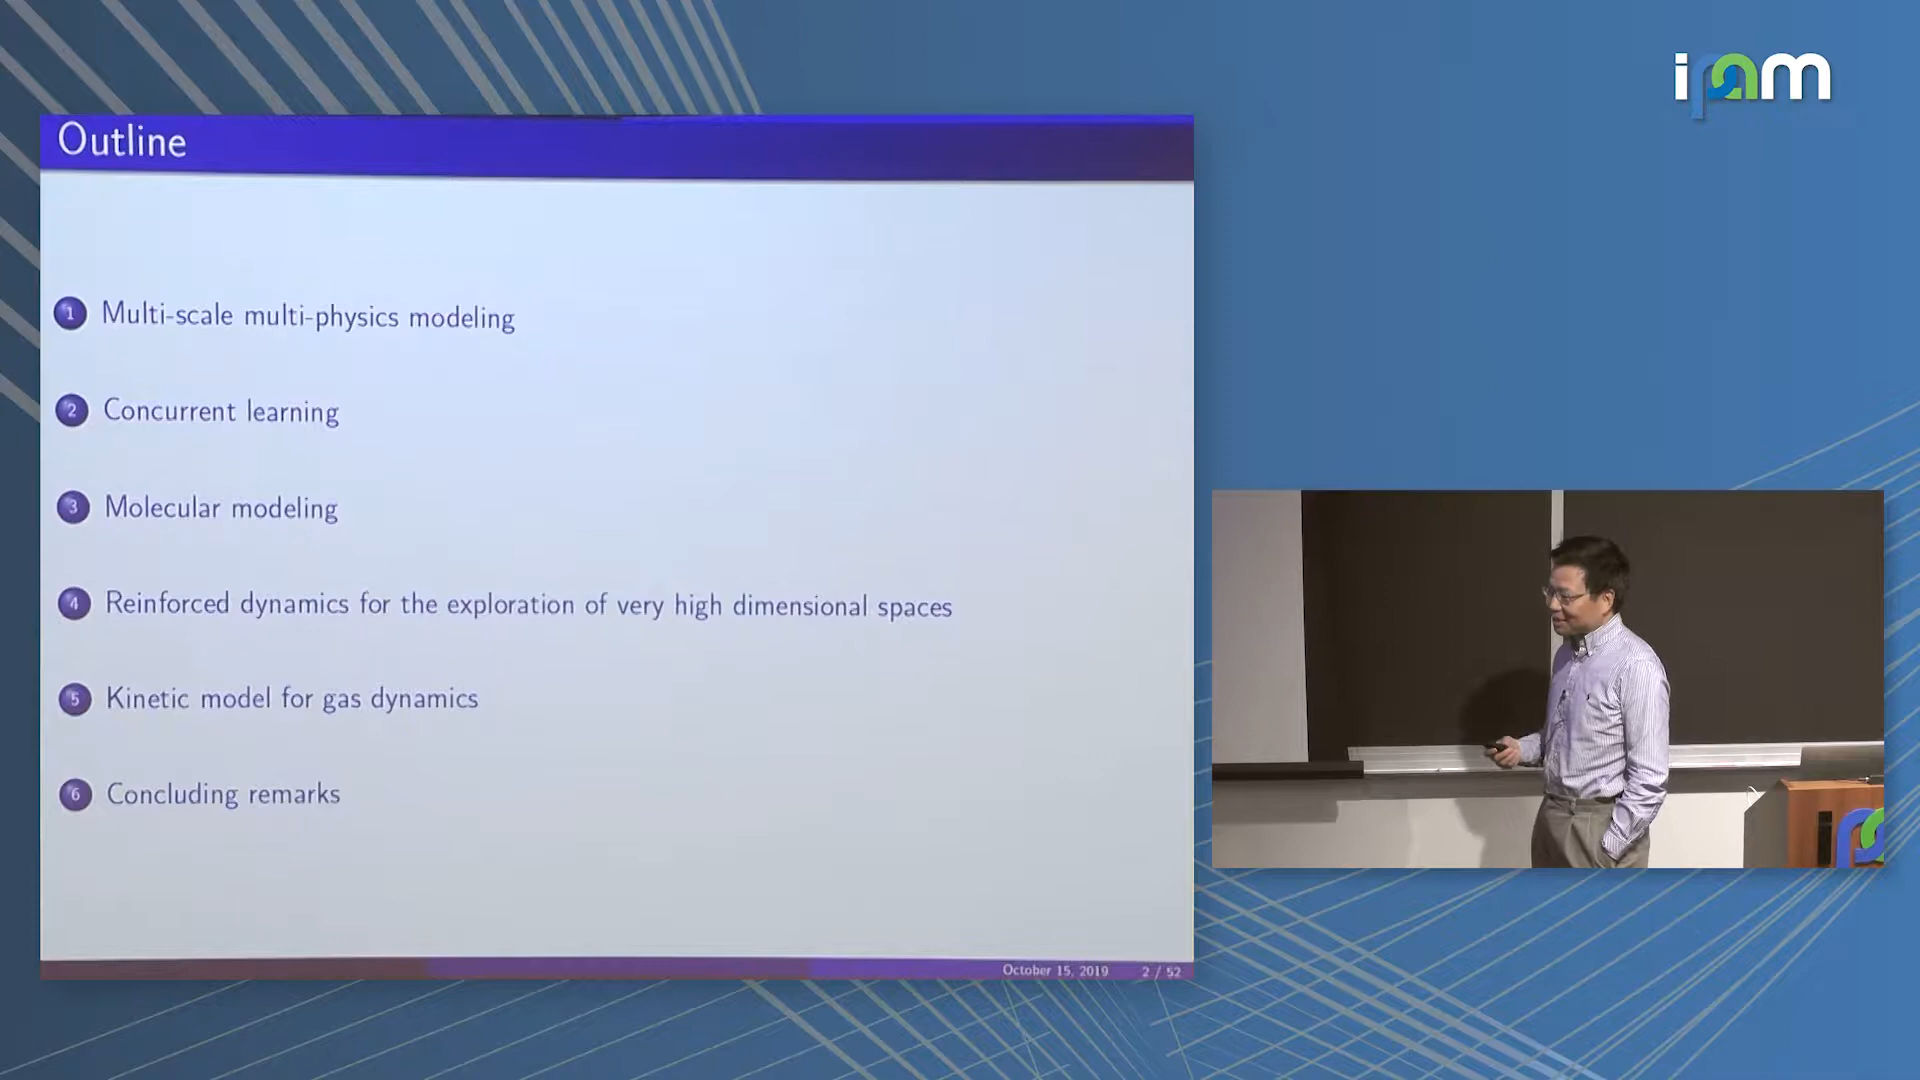 ipam
Outline
1 Multi-scale multi-physics modeling
2 Concurrent learning
3 Molecular modeling
4 Reinforced dynamics for the exploration of very high dimensional spaces
5 Kinetic model for gas dynamics
6 Concluding remarks
October 15, 2019 2 / 52